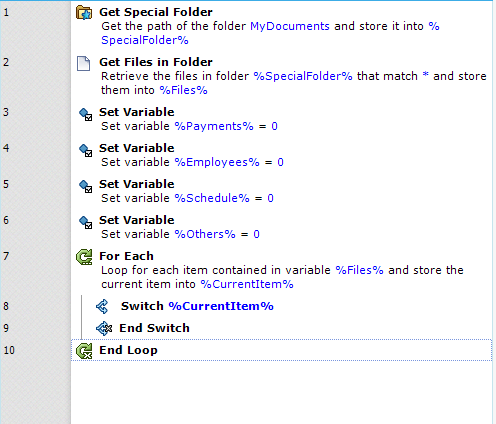 1 Get Special Folder
Get the path of the folder MyDocuments and store it into %
SpecialFolder%
2 Get Files in Folder
Retrieve the files in folder %SpecialFolder% that match * and store
them into %Files%
3 Set Variable
Set variable %Payments% = 0
4 Set Variable
Set variable %Employees% = 0
5 Set Variable
Set variable %Schedule% = 0
6 Set Variable
Set variable %Others% = 0
7 For Each
Loop for each item contained in variable %Files% and store the
current item into %CurrentItem%
8 Switch %CurrentItem%
9 End Switch
10 End Loop